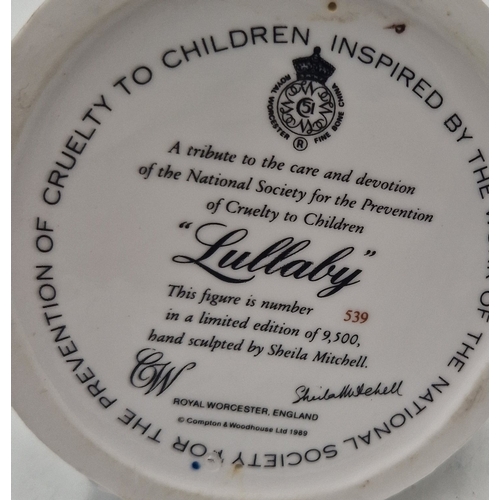 INSPIRED BY THE WORK OF THE NATIONAL SOCIETY FOR THE PREVENTION OF CRUELTY TO CHILDREN
ROYAL WORCESTER
FINE BONE CHINA
51
®
A tribute to the care and devotion
of the National Society for the Prevention
of Cruelty to Children
"Lullaby"
This figure is number 539
in a limited edition of 9,500,
hand sculpted by Sheila Mitchell.
CW
Sheila Mitchell
ROYAL WORCESTER, ENGLAND
© Compton & Woodhouse Ltd 1989